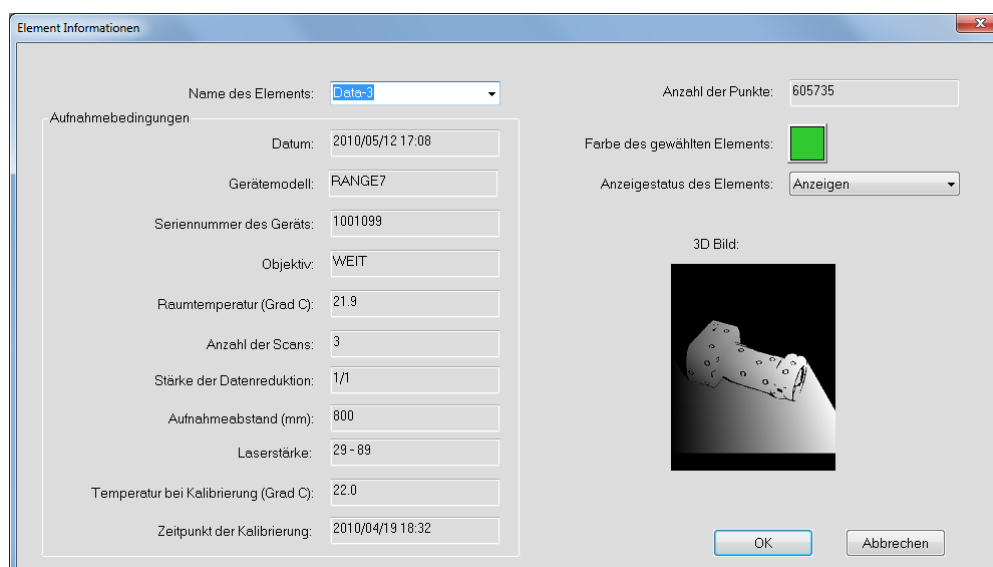 Element Informationen
Name des Elements: Data-3
Anzahl der Punkte: 605735
Aufnahmebedingungen
Datum: 2010/05/12 17:08
Farbe des gewählten Elements:
Gerätemodell: RANGE7
Anzeigestatus des Elements: Anzeigen
Seriennummer des Geräts: 1001099
3D Bild:
Objektiv: WEIT
Raumtemperatur (Grad C): 21.9
Anzahl der Scans: 3
Stärke der Datenreduktion: 1/1
Aufnahmeabstand (mm): 800
Laserstärke: 29 - 89
Temperatur bei Kalibrierung (Grad C): 22.0
Zeitpunkt der Kalibrierung: 2010/04/19 18:32
OK Abbrechen